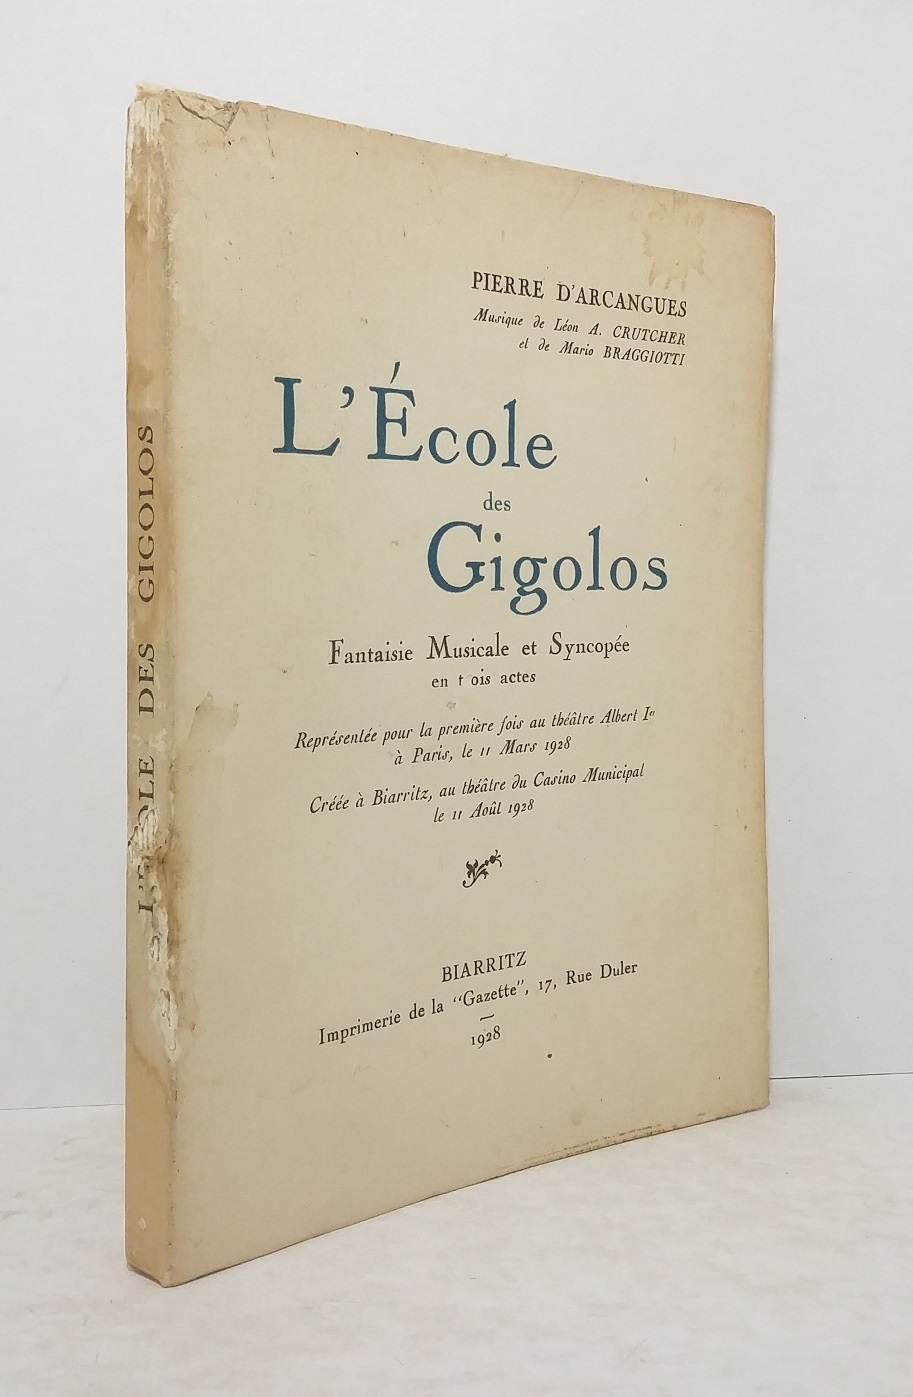 PIERRE D'ARCANGUES
Musique de Léon A. CRUTCHER
et de Mario BRAGGIOTTI
L'École
des
Gigolos
Fantaisie Musicale et Syncopée
en t ois actes
Représentée pour la première fois au théâtre Albert Ier
à Paris, le 11 Mars 1928
Créée à Biarritz, au théâtre du Casino Municipal
le 11 Août 1928
BIARRITZ
Imprimerie de la "Gazette", 17, Rue Duler
1928
L'ÉCOLE DES GIGOLOS